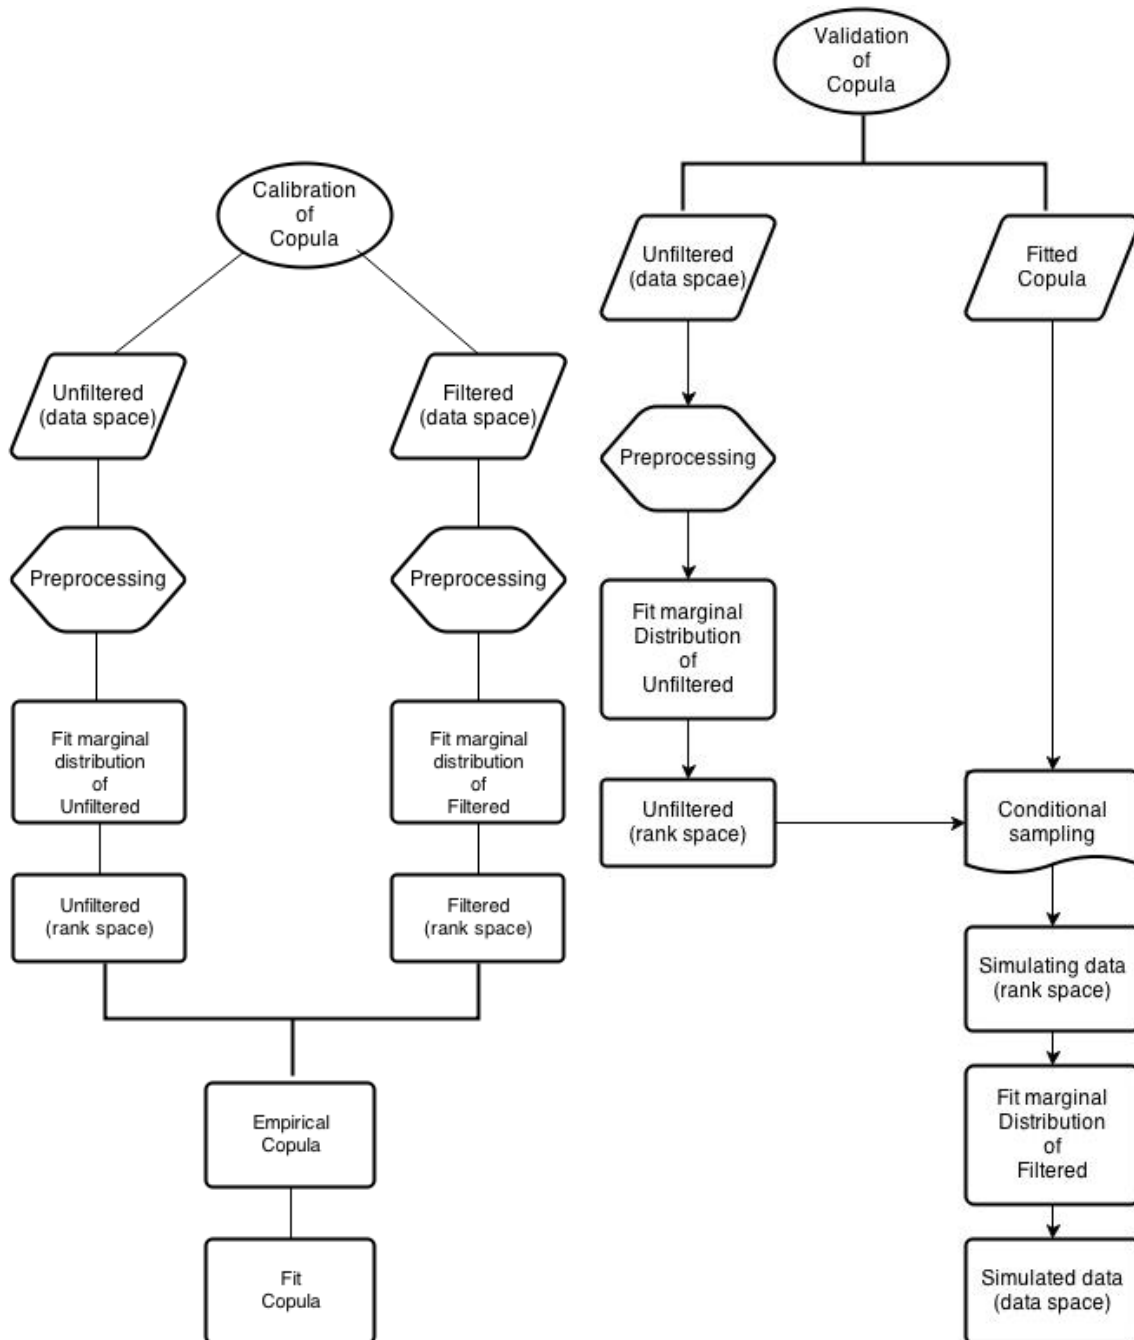 Calibration
of
Copula
Unfiltered
(data space)
Filtered
(data space)
Preprocessing
Preprocessing
Fit marginal
distribution
of
Unfiltered
Fit marginal
distribution
of
Filtered
Unfiltered
(rank space)
Filtered
(rank space)
Empirical
Copula
Fit
Copula
Validation
of
Copula
Unfiltered
(data spcae)
Fitted
Copula
Preprocessing
Fit marginal
Distribution
of
Unfiltered
Unfiltered
(rank space)
Conditional
sampling
Simulating data
(rank space)
Fit marginal
Distribution
of
Filtered
Simulated data
(data space)